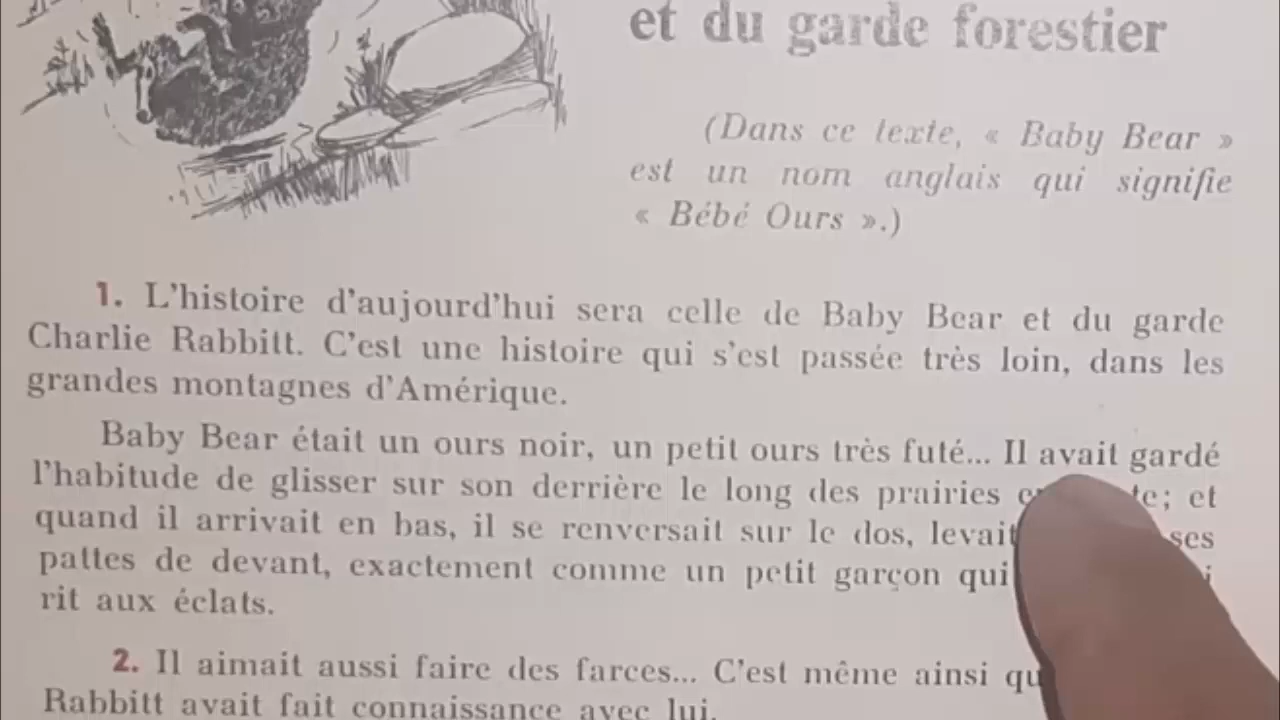 et du garde forestier
(Dans ce texte, « Baby Bear »
est un nom anglais qui signifie
« Bébé Ours ».)
1. L'histoire d'aujourd'hui sera celle de Baby Bear et du garde
Charlie Rabbitt. C'est une histoire qui s'est passée très loin, dans les
grandes montagnes d'Amérique.
Baby Bear était un ours noir, un petit ours très futé... Il avait gardé
l'habitude de glisser sur son derrière le long des prairies et
quand il arrivait en bas, il se renversait sur le dos, levait ses
pattes de devant, exactement comme un petit garçon qui
rit aux éclats.
2. Il aimait aussi faire des farces... C'est même ainsi
Rabbitt avait fait connaissance avec lui.